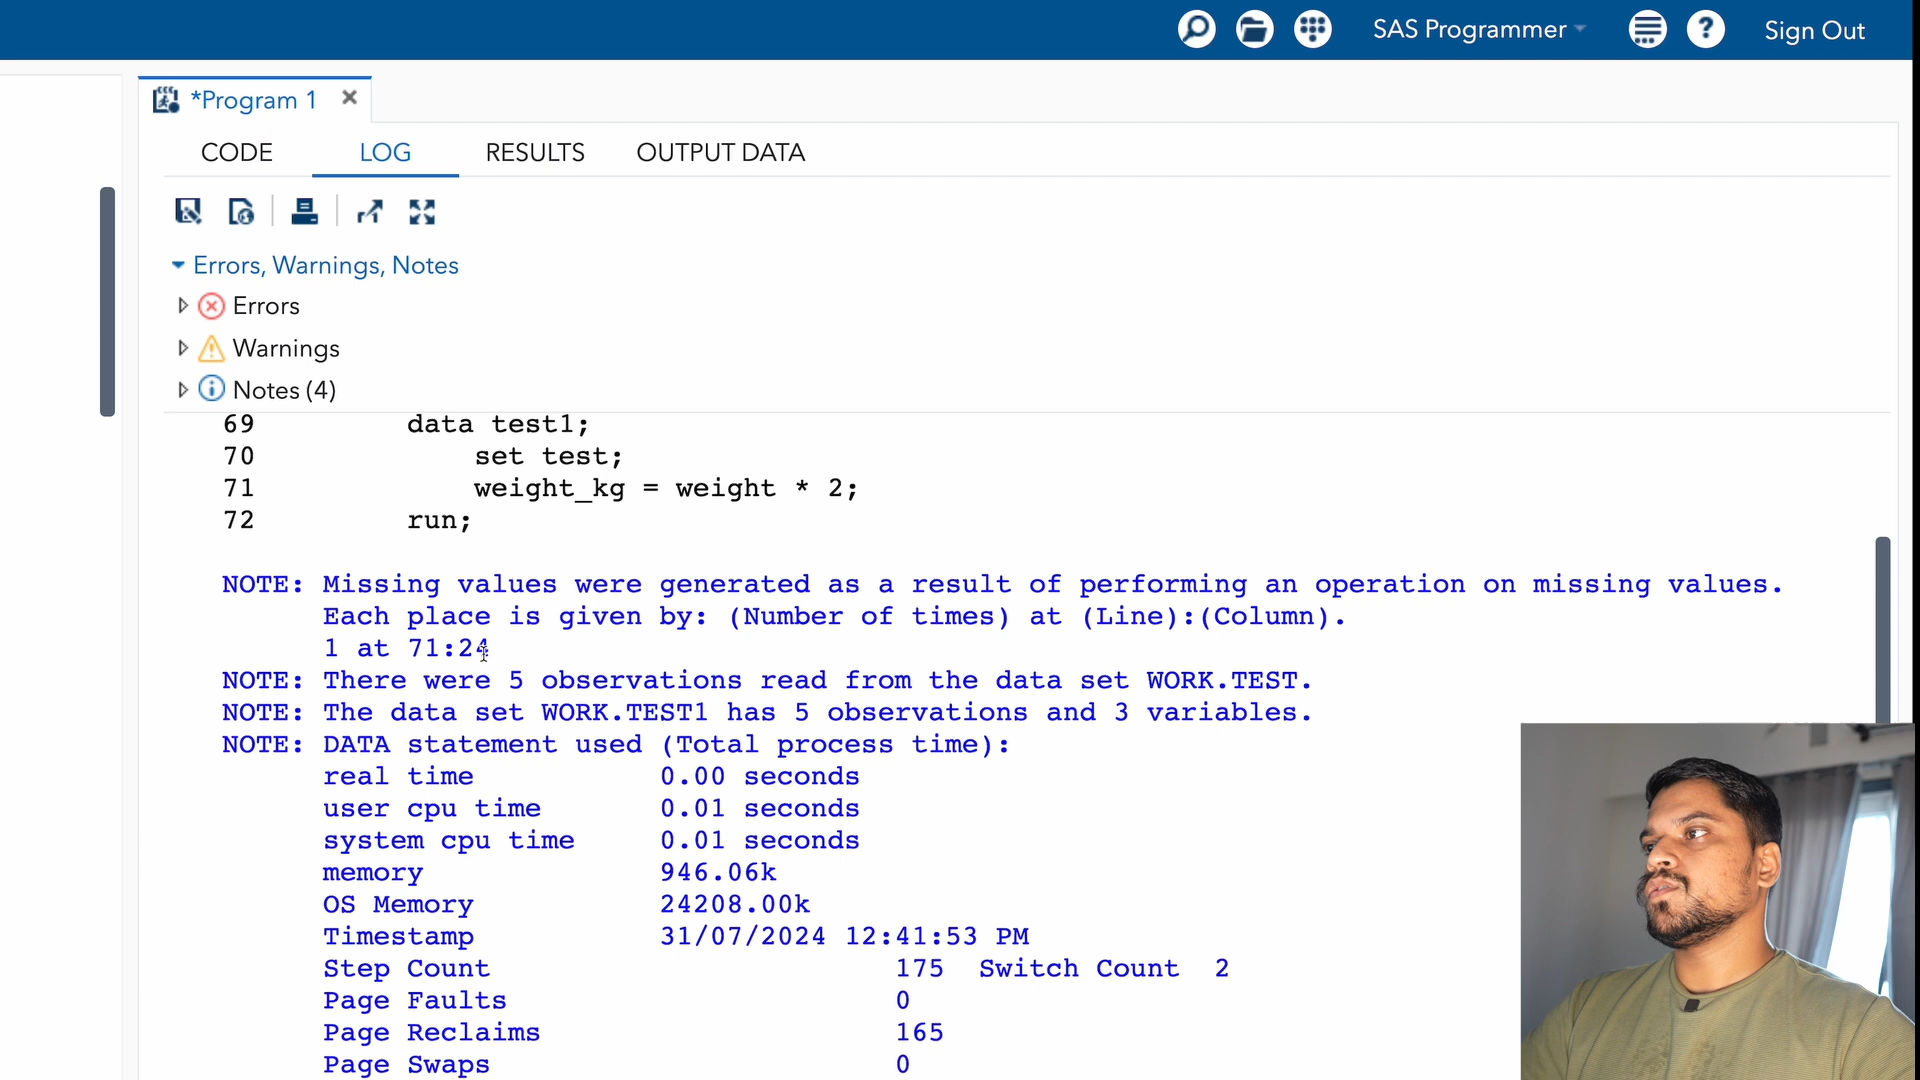 SAS Programmer
Sign Out
*Program 1
CODE LOG RESULTS OUTPUT DATA
Errors, Warnings, Notes
Errors
Warnings
Notes (4)
69 data test1;
70 set test;
71 weight_kg = weight * 2;
72 run;
NOTE: Missing values were generated as a result of performing an operation on missing values.
Each place is given by: (Number of times) at (Line):(Column).
1 at 71:24
NOTE: There were 5 observations read from the data set WORK.TEST.
NOTE: The data set WORK.TEST1 has 5 observations and 3 variables.
NOTE: DATA statement used (Total process time):
real time 0.00 seconds
user cpu time 0.01 seconds
system cpu time 0.01 seconds
memory 946.06k
OS Memory 24208.00k
Timestamp 31/07/2024 12:41:53 PM
Step Count 175 Switch Count 2
Page Faults 0
Page Reclaims 165
Page Swaps 0